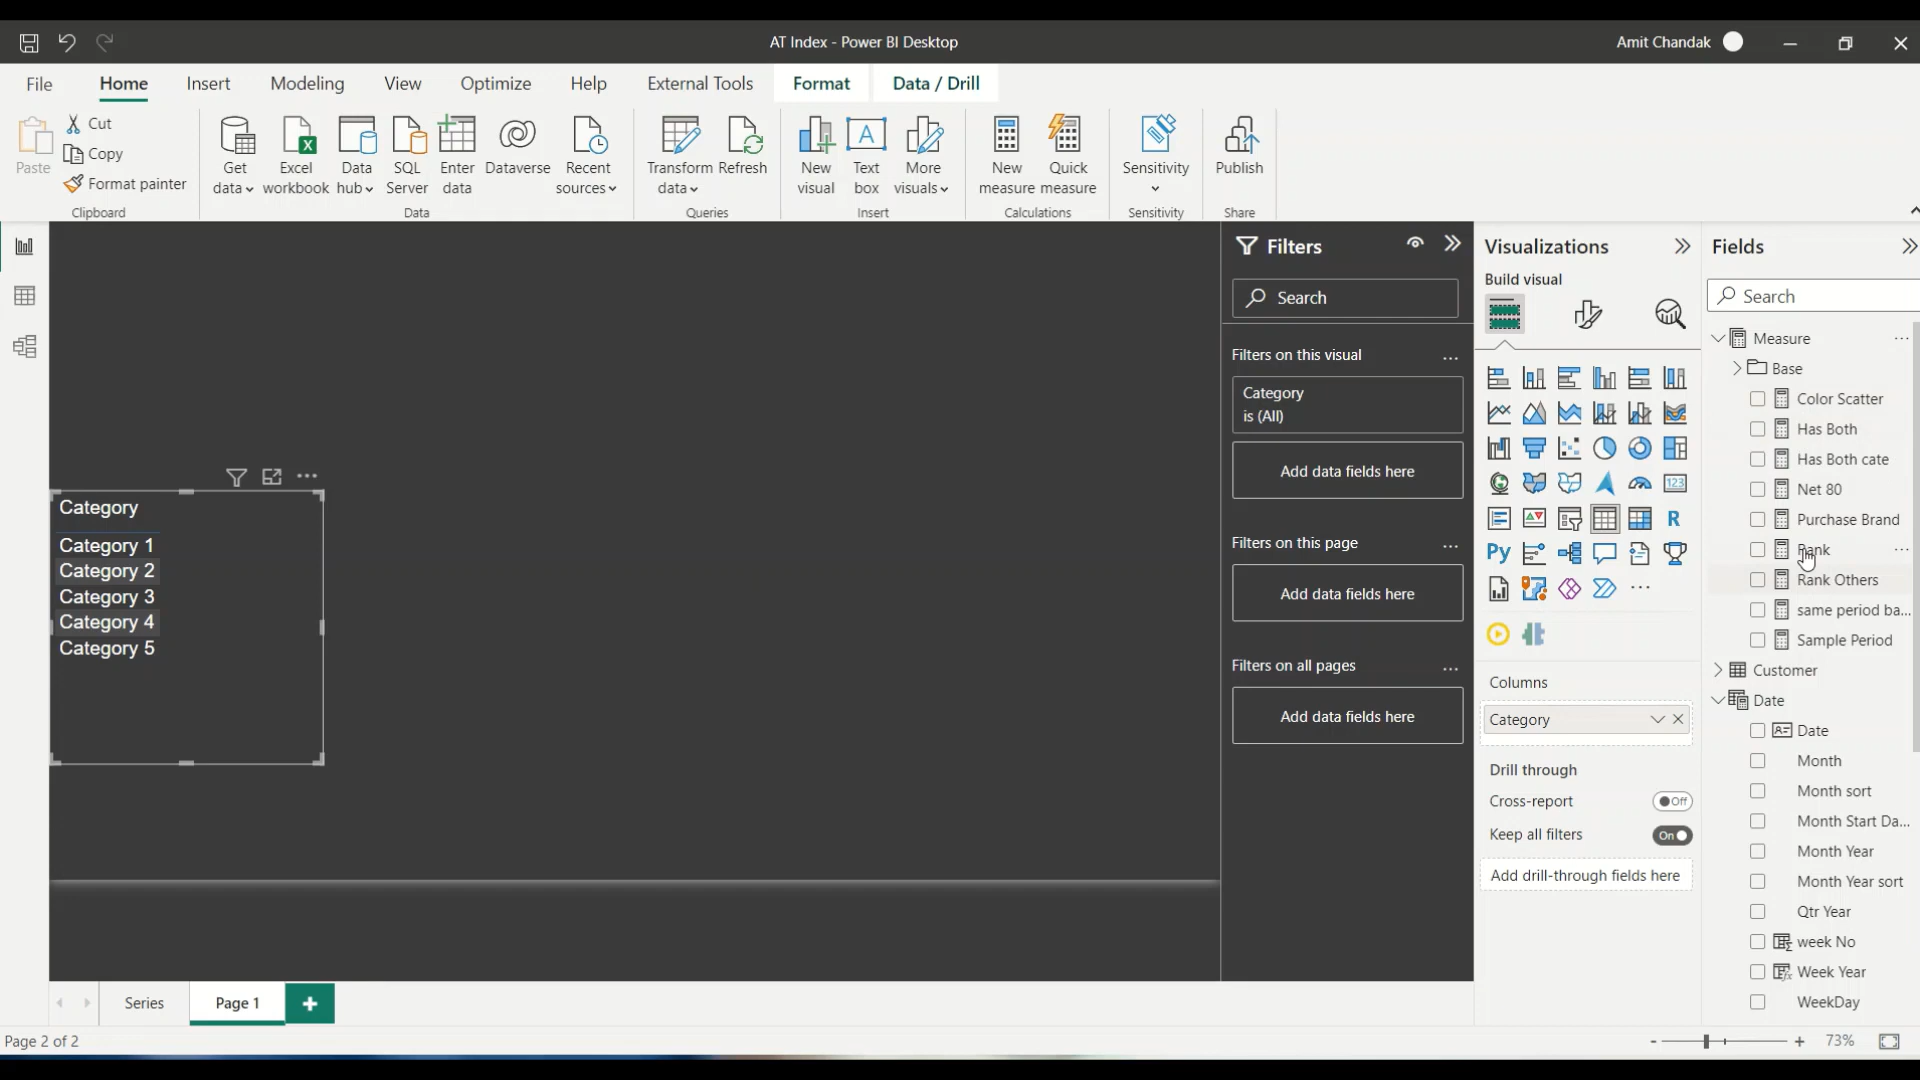 AT Index - Power BI Desktop
Amit Chandak
File Home Insert Modeling View Optimize Help External Tools Format Data / Drill
Paste
Cut
Copy
Format painter
Clipboard
Get data
Excel workbook
Data hub
SQL Server
Enter data
Dataverse
Recent sources
Data
Transform data
Refresh
Queries
New visual
A
Text box
More visuals
Insert
New measure
Quick measure
Calculations
Sensitivity
Sensitivity
Publish
Share
Category
Category 1
Category 2
Category 3
Category 4
Category 5
Filters
Search
Filters on this visual
Category
is (All)
Add data fields here
Filters on this page
Add data fields here
Filters on all pages
Add data fields here
Visualizations
Build visual
123
R
Py
Columns
Category
Drill through
Cross-report
Off
Keep all filters
On
Add drill-through fields here
Fields
Search
Measure
Base
Color Scatter
Has Both
Has Both cate
Net 80
Purchase Brand
Rank
Rank Others
same period ba...
Sample Period
Customer
Date
Date
Month
Month sort
Month Start Da...
Month Year
Month Year sort
Qtr Year
week No
Week Year
WeekDay
Series
Page 1
Page 2 of 2
- + 73%